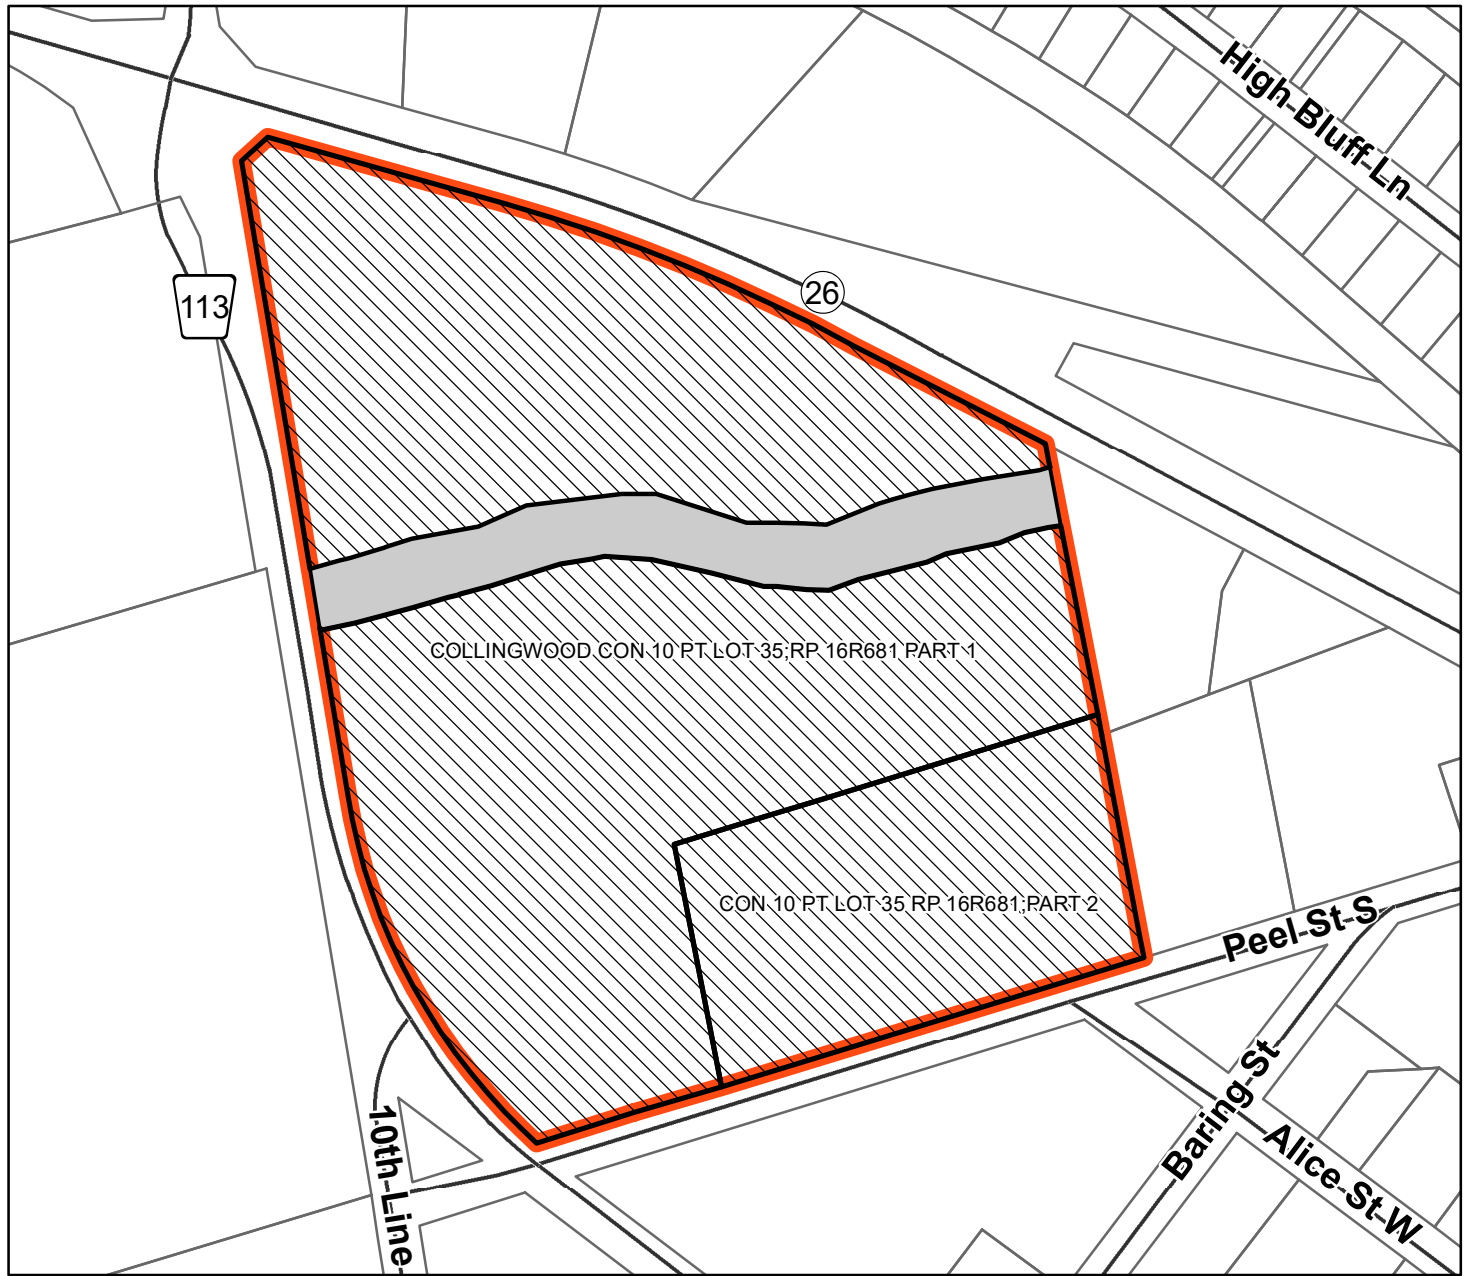 High Bluff Ln
26
113
COLLINGWOOD CON 10 PT LOT 35;RP 16R681 PART 1
CON 10 PT LOT 35 RP 16R681;PART 2
Peel St S
Baring St
Alice St W
10th Line